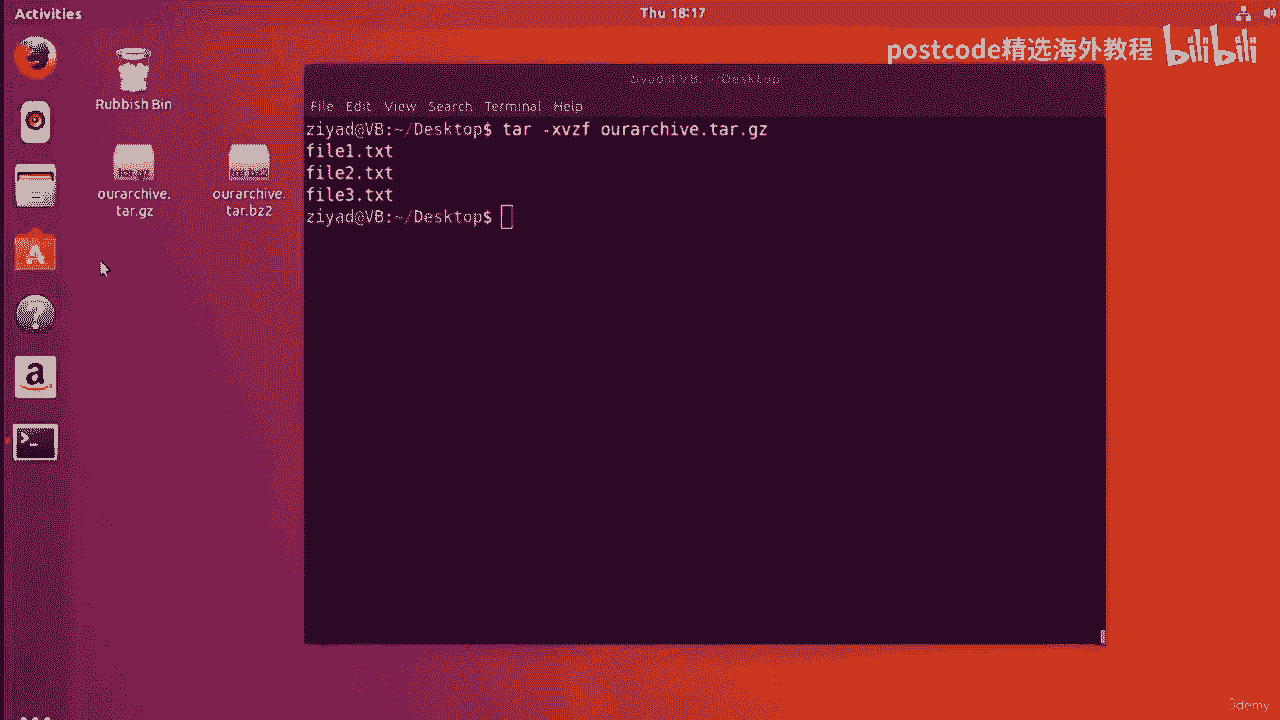 Activities
Thu 18:17
postcode精选海外教程 bilibili
Rubbish Bin
ourarchive.
tar.gz
ourarchive.
tar.bz2
ziyad@VB: ~/Desktop
File Edit View Search Terminal Help
ziyad@VB:~/Desktop$ tar -xvzf ourarchive.tar.gz
file1.txt
file2.txt
file3.txt
ziyad@VB:~/Desktop$